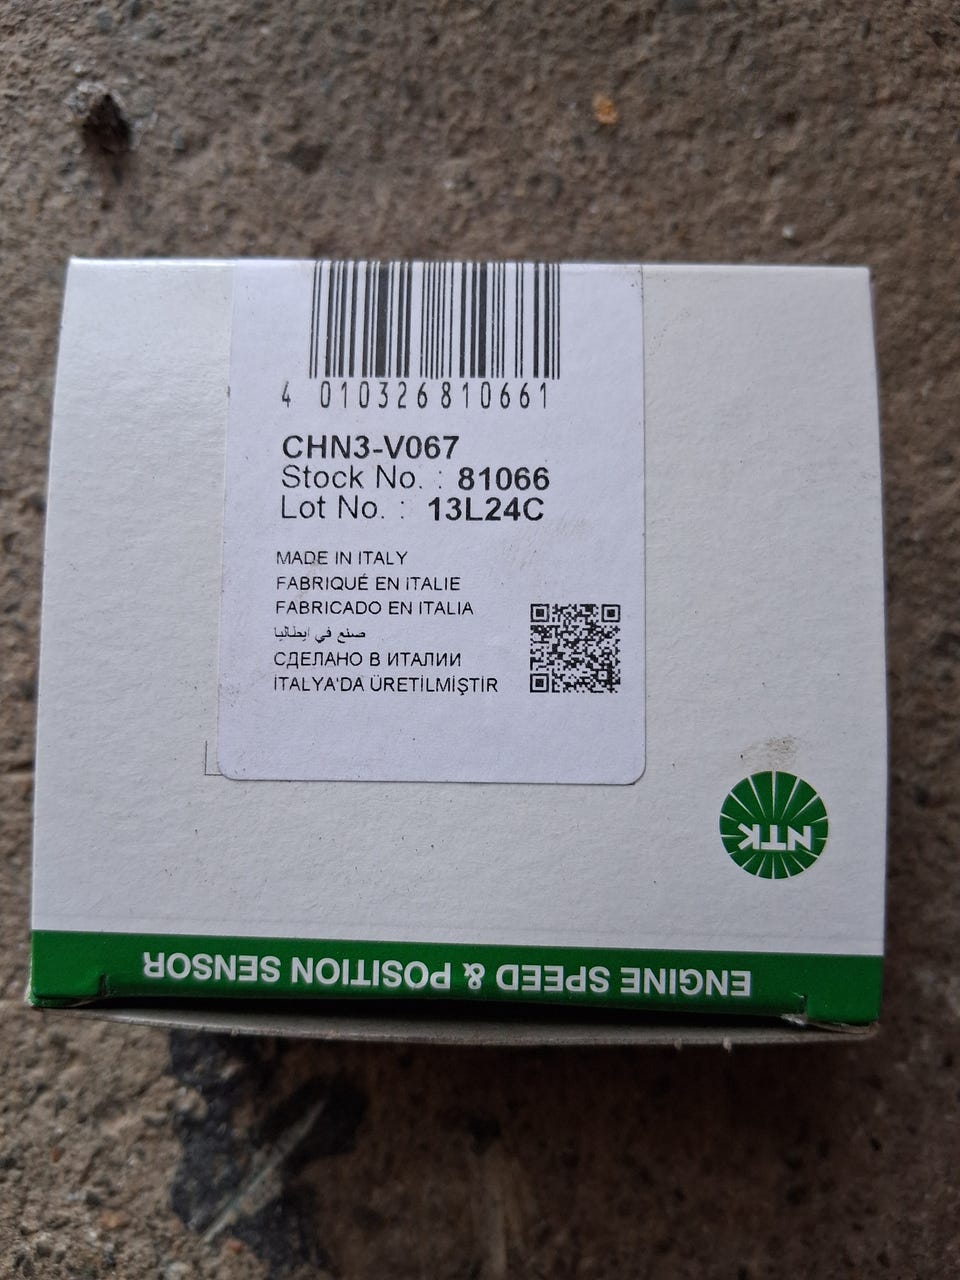 4 010326 810661
CHN3-V067
Stock No. : 81066
Lot No. : 13L24C
MADE IN ITALY
FABRIQUÉ EN ITALIE
FABRICADO EN ITALIA
صنع في ايطاليا
СДЕЛАНО В ИТАЛИИ
İTALYA'DA ÜRETİLMİŞTİR
NTK
ENGINE SPEED & POSITION SENSOR